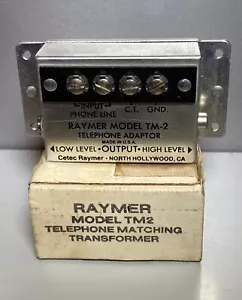 INPUT
PHONE LINE C.T. GND.
RAYMER MODEL TM-2
TELEPHONE ADAPTOR
MADE IN U.S.A.
◄LOW LEVEL•OUTPUT•HIGH LEVEL►
Cetec Raymer • NORTH HOLLYWOOD, CA
RAYMER
MODEL TM2
TELEPHONE MATCHING
TRANSFORMER